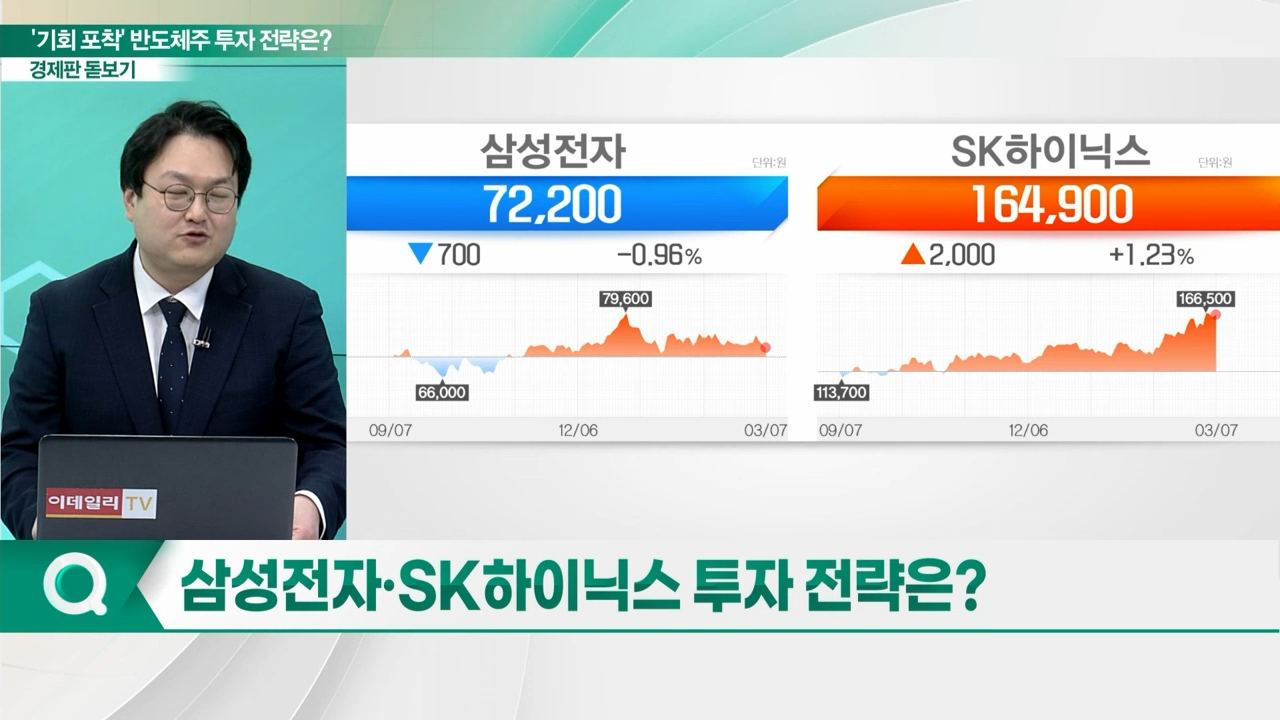 '기회 포착' 반도체주 투자 전략은?
경제판 돋보기
삼성전자
단위:원
72,200
▼700 -0.96%
79,600
66,000
09/07 12/06 03/07
SK하이닉스
단위:원
164,900
▲2,000 +1.23%
166,500
113,700
09/07 12/06 03/07
이데일리TV
삼성전자·SK하이닉스 투자 전략은?